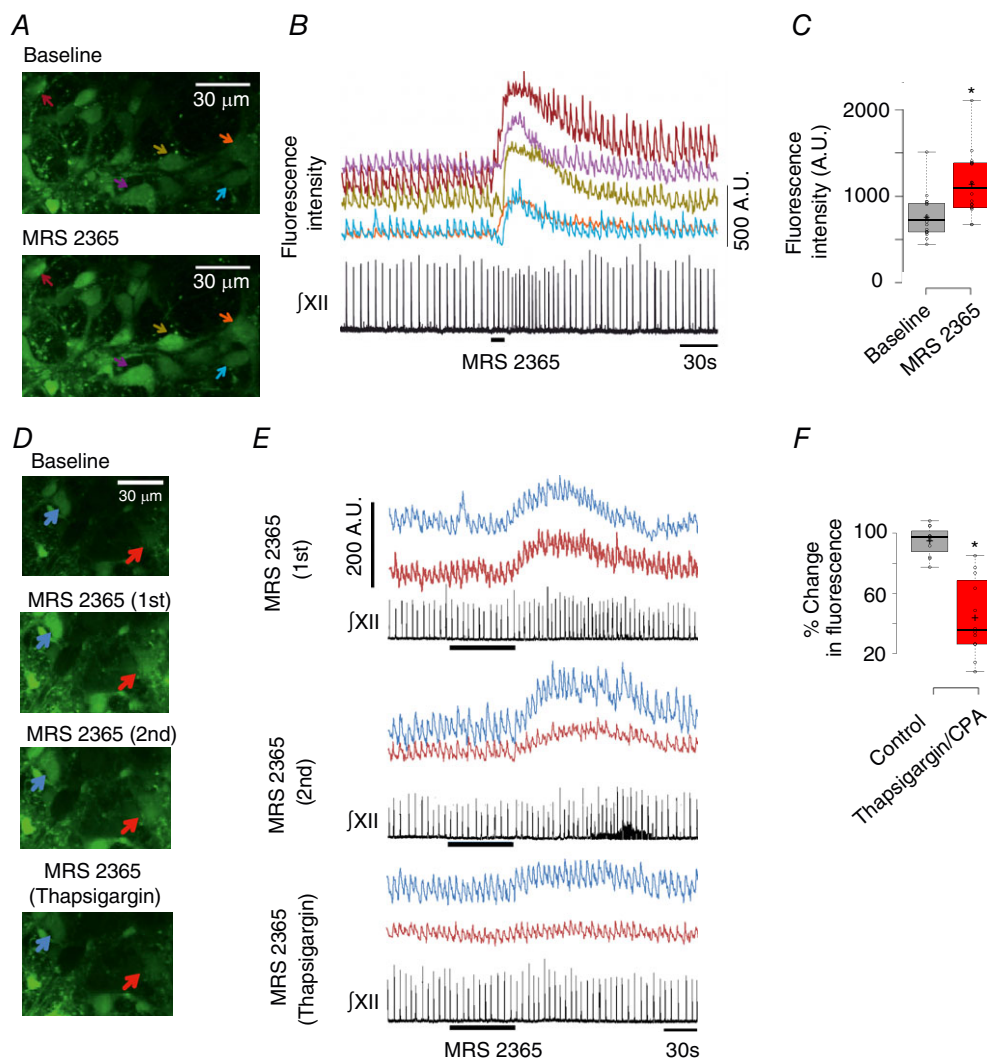 A
Baseline
30 μm
MRS 2365
30 μm
B
Fluorescence
intensity
500 A.U.
∫XII
MRS 2365
30s
C
Fluorescence
intensity (A.U.)
2000
1000
0
*
Baseline
MRS 2365
D
Baseline
30 μm
MRS 2365 (1st)
MRS 2365 (2nd)
MRS 2365
(Thapsigargin)
E
MRS 2365
(1st)
200 A.U.
∫XII
MRS 2365
(2nd)
∫XII
MRS 2365
(Thapsigargin)
∫XII
MRS 2365
30s
F
% Change
in fluorescence
100
60
20
*
Control
Thapsigargin/CPA